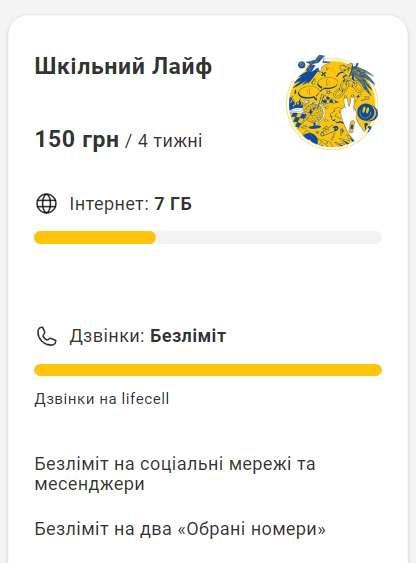 Шкільний Лайф
150 грн / 4 тижні
Інтернет: 7 ГБ
Дзвінки: Безліміт
Дзвінки на lifecell
Безліміт на соціальні мережі та
месенджери
Безліміт на два «Обрані номери»